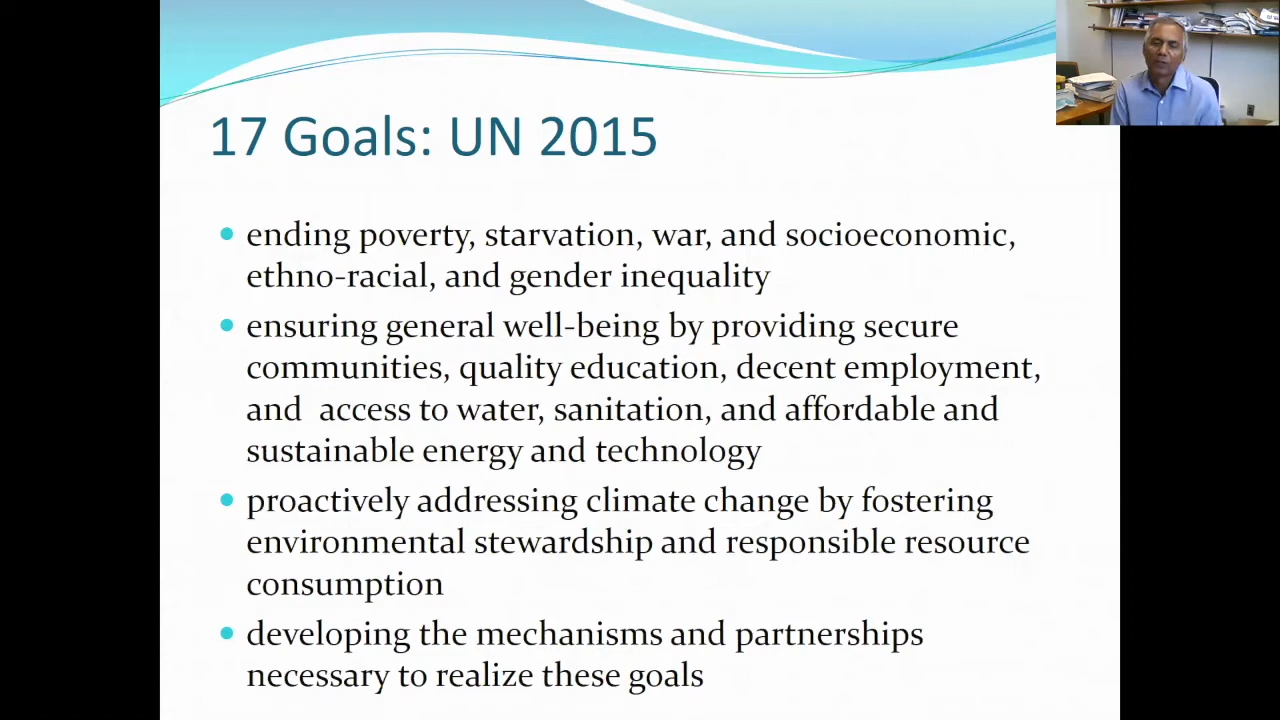 17 Goals: UN 2015
• ending poverty, starvation, war, and socioeconomic,
ethno-racial, and gender inequality
• ensuring general well-being by providing secure
communities, quality education, decent employment,
and access to water, sanitation, and affordable and
sustainable energy and technology
• proactively addressing climate change by fostering
environmental stewardship and responsible resource
consumption
• developing the mechanisms and partnerships
necessary to realize these goals